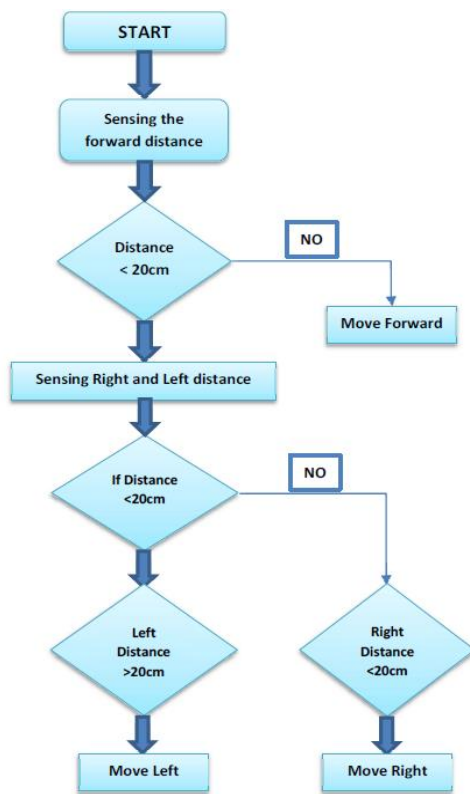 START
Sensing the
forward distance
Distance
< 20cm
NO
Move Forward
Sensing Right and Left distance
If Distance
<20cm
NO
Left
Distance
>20cm
Right
Distance
<20cm
Move Left
Move Right